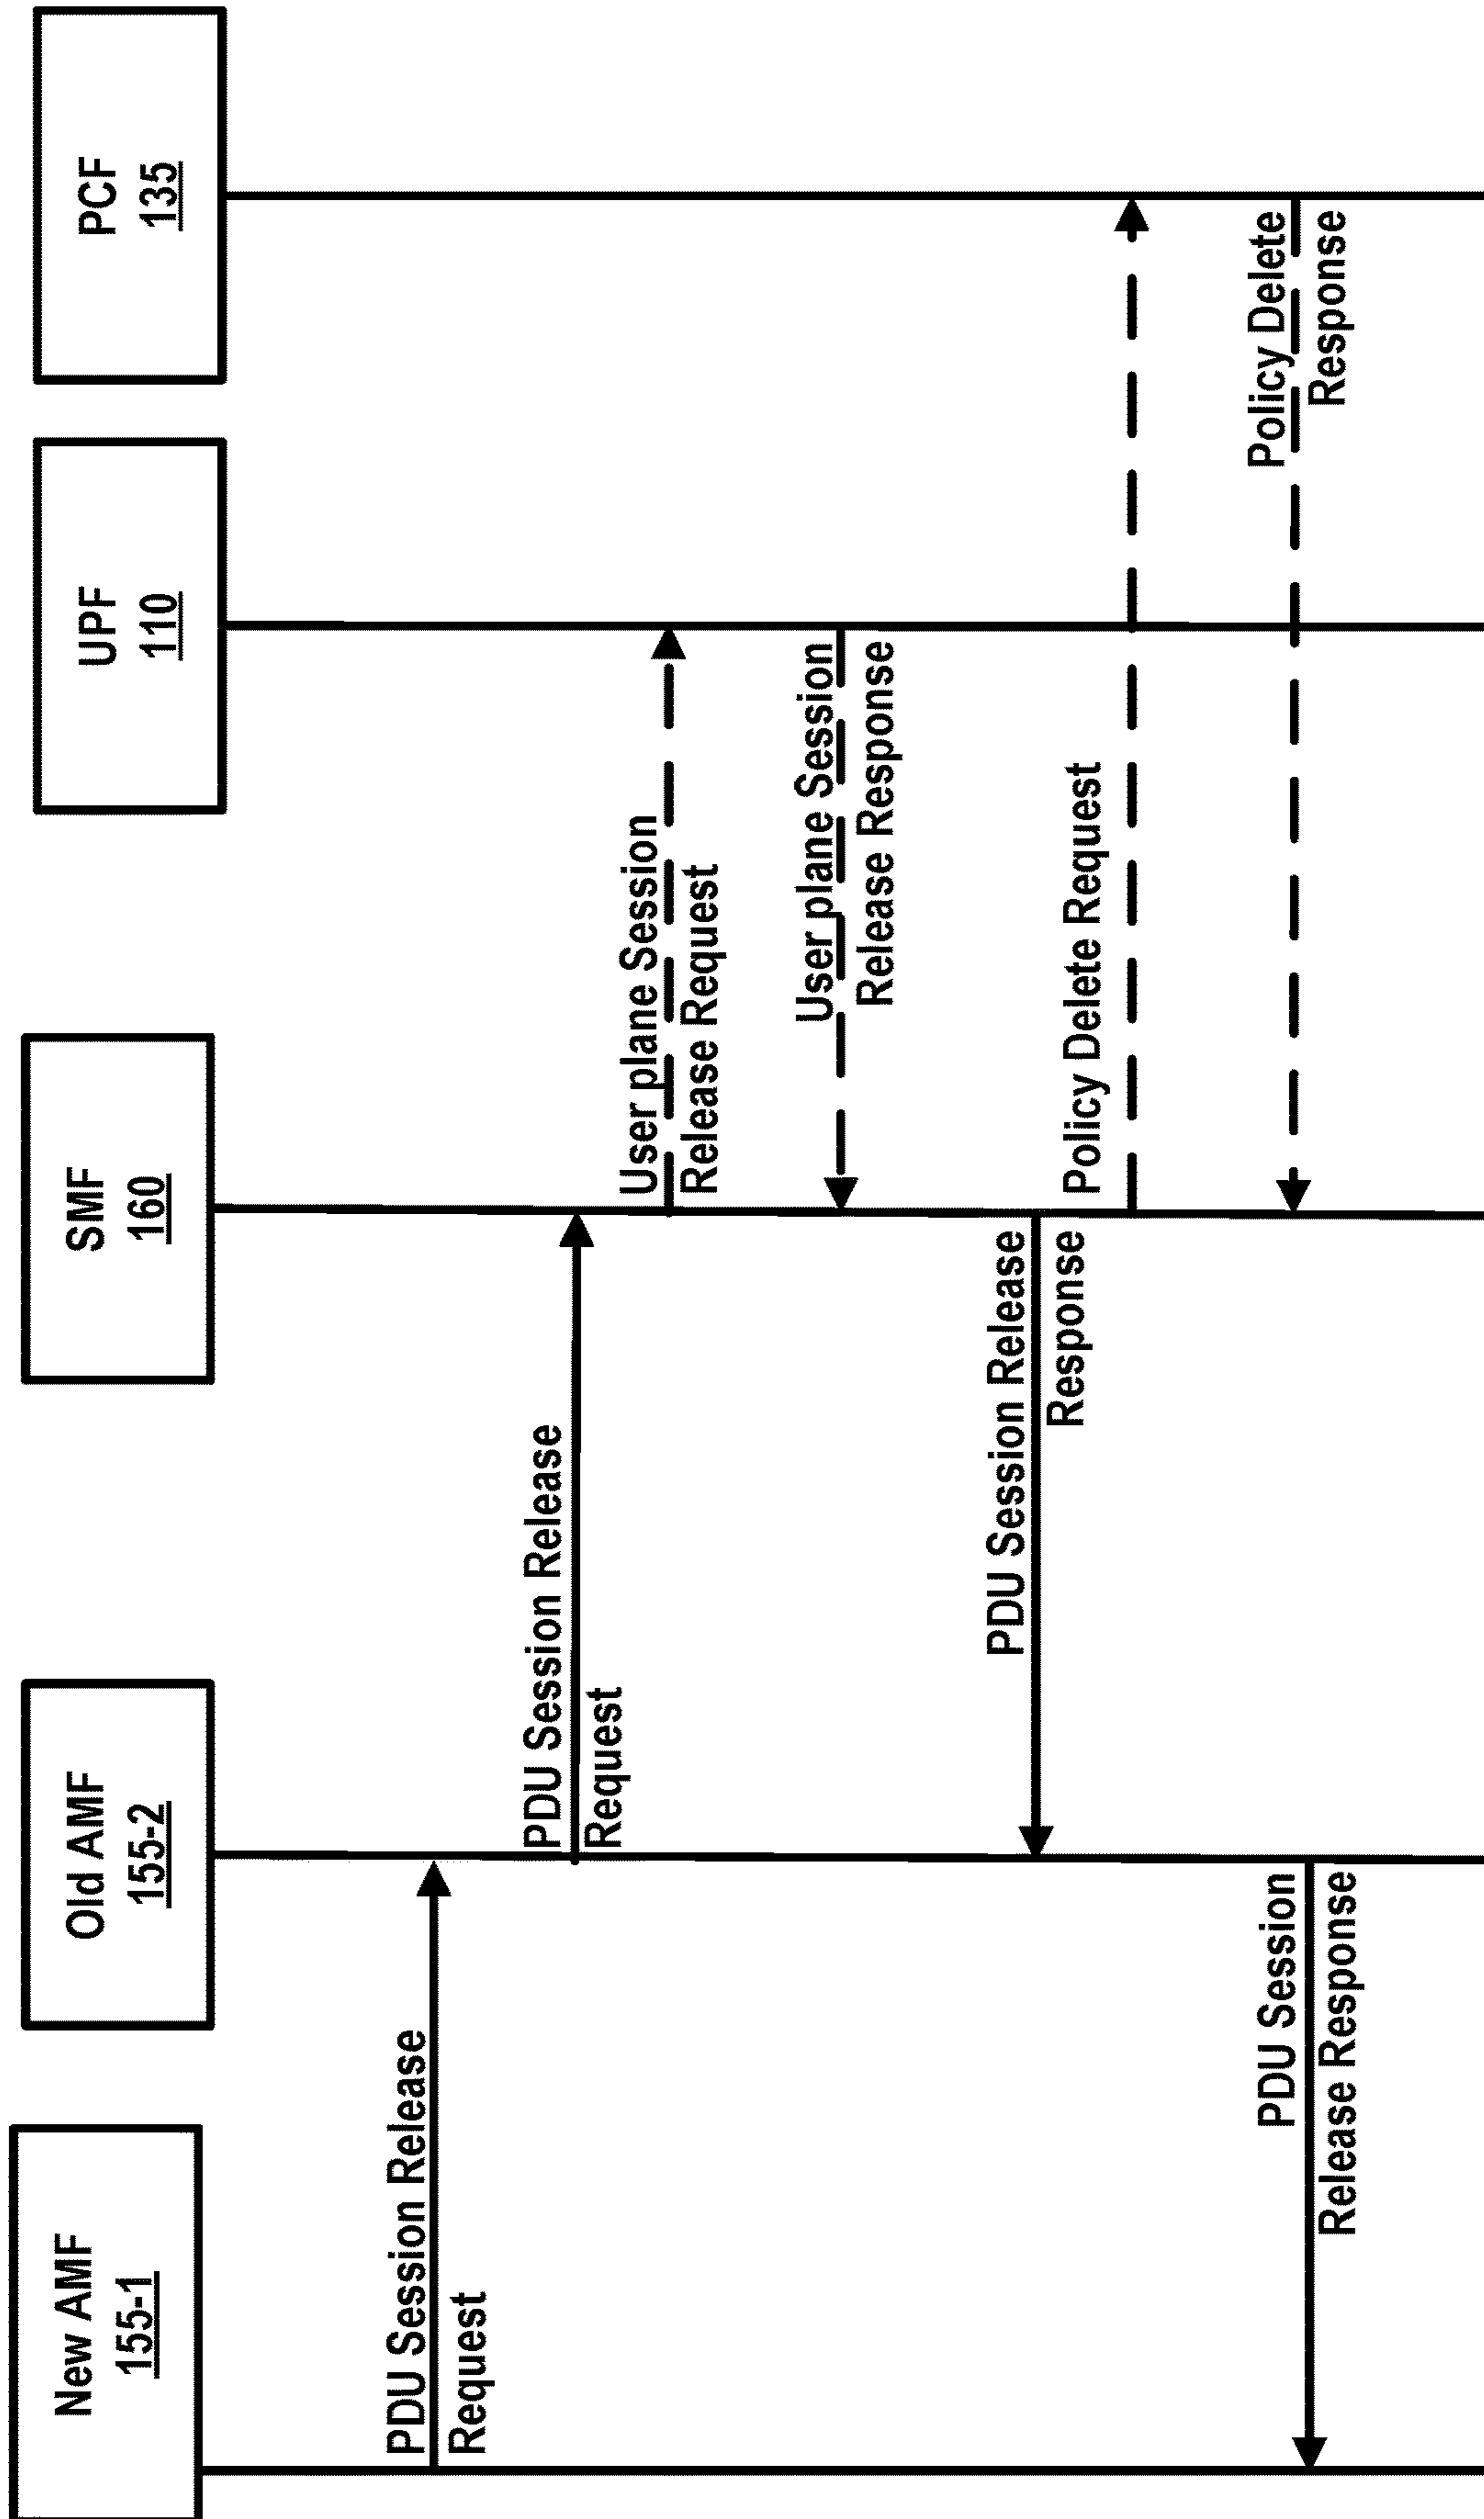 New AMF
155-1
Old AMF
155-2
SMF
160
UPF
110
PCF
135
PDU Session Release
Request
PDU Session Release
Request
User plane Session
Release Request
User plane Session
Release Response
PDU Session Release
Response
Policy Delete Request
Policy Delete
Response
PDU Session
Release Response